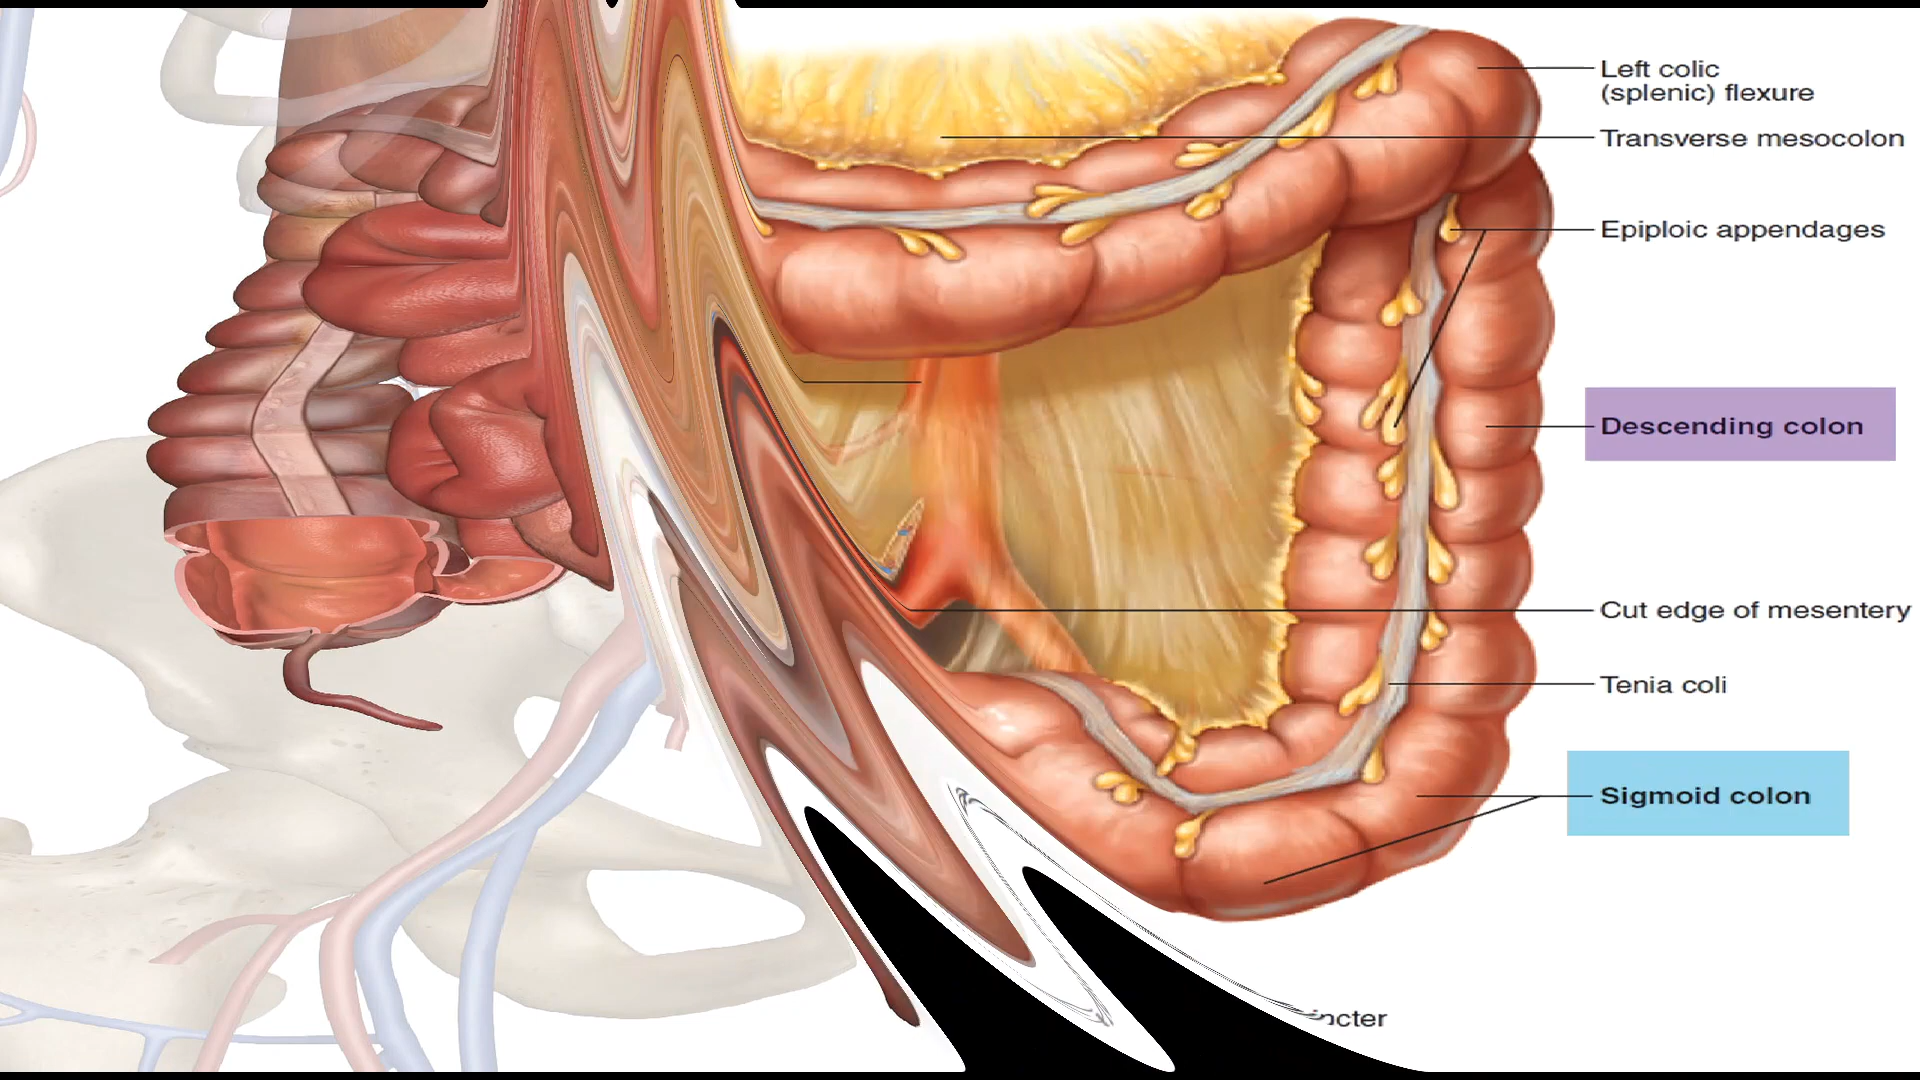 Left colic
(splenic) flexure
Transverse mesocolon
Epiploic appendages
Descending colon
Cut edge of mesentery
Tenia coli
Sigmoid colon